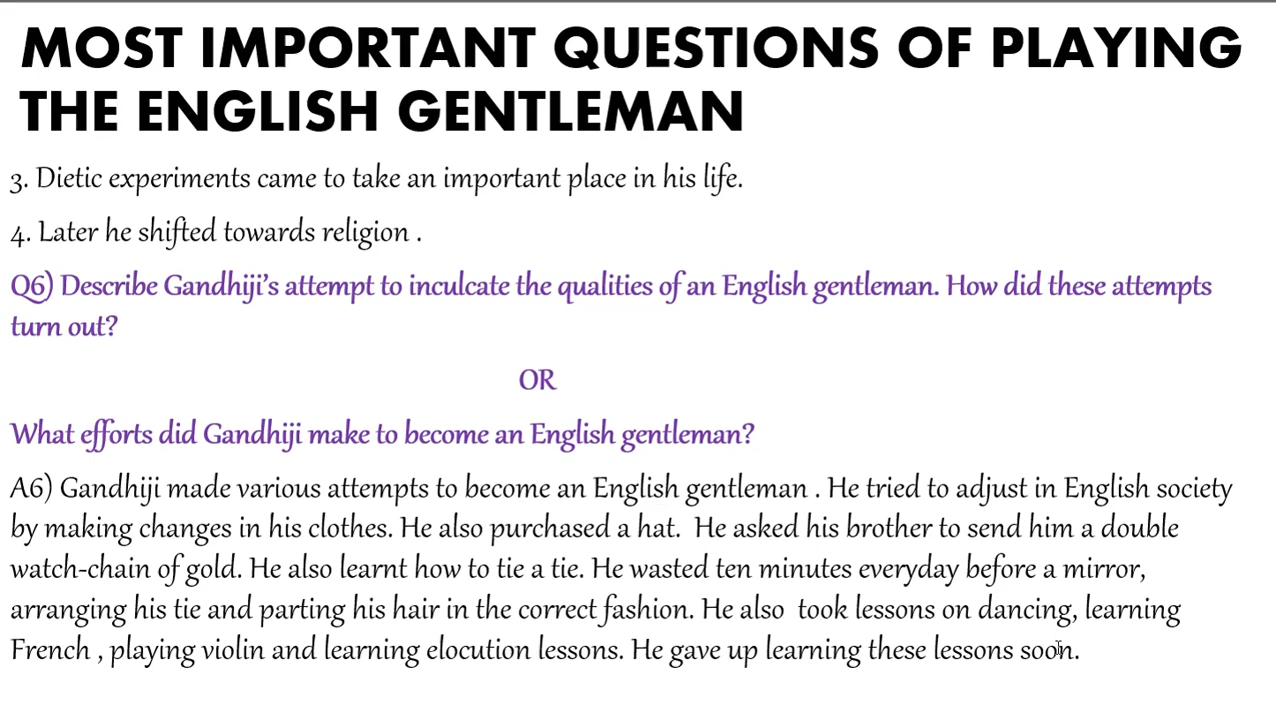 MOST IMPORTANT QUESTIONS OF PLAYING
THE ENGLISH GENTLEMAN
3. Dietic experiments came to take an important place in his life.
4. Later he shifted towards religion .
Q6) Describe Gandhiji’s attempt to inculcate the qualities of an English gentleman. How did these attempts
turn out?
OR
What efforts did Gandhiji make to become an English gentleman?
A6) Gandhiji made various attempts to become an English gentleman . He tried to adjust in English society
by making changes in his clothes. He also purchased a hat. He asked his brother to send him a double
watch-chain of gold. He also learnt how to tie a tie. He wasted ten minutes everyday before a mirror,
arranging his tie and parting his hair in the correct fashion. He also took lessons on dancing, learning
French , playing violin and learning elocution lessons. He gave up learning these lessons soon.